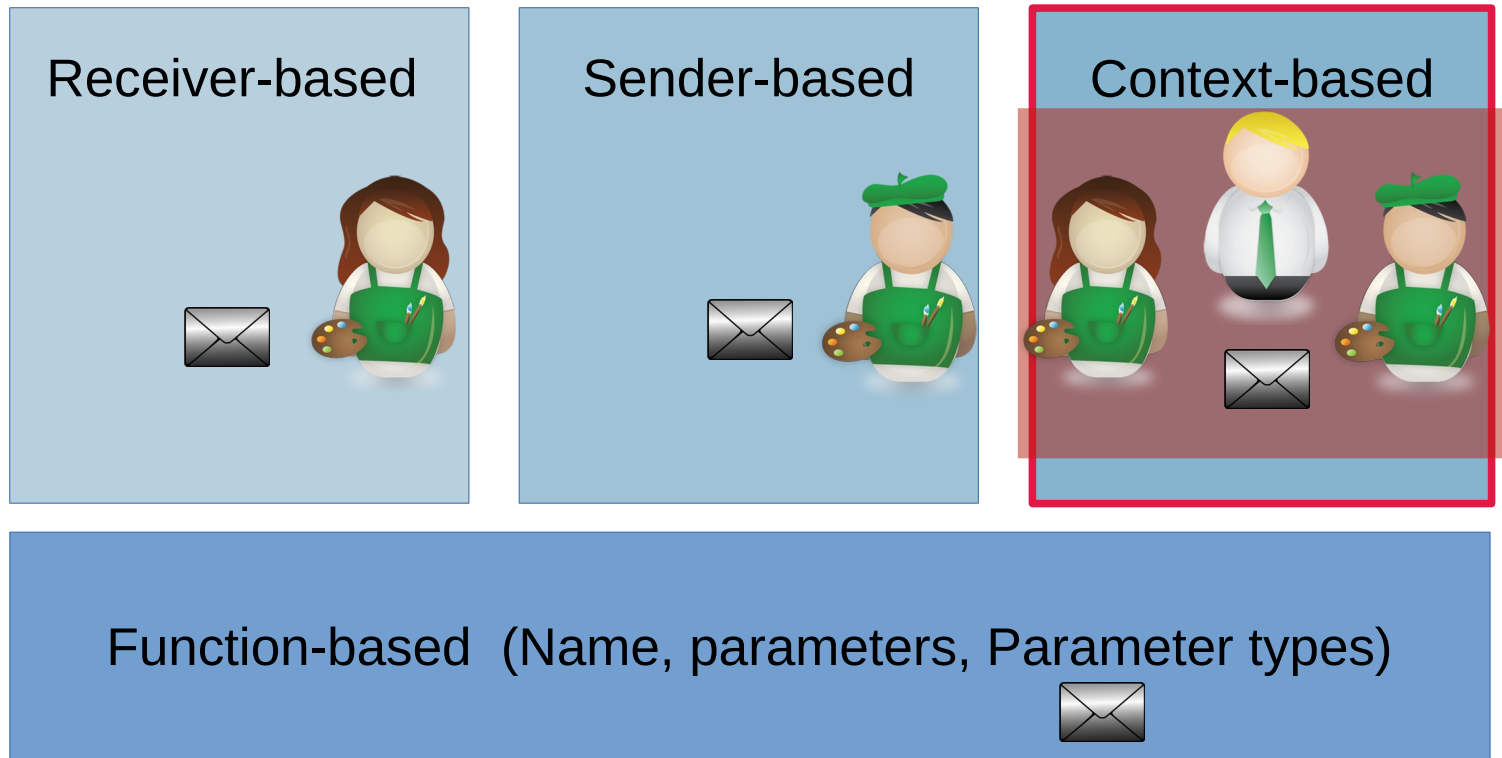 Receiver-based
Sender-based
Context-based
Function-based (Name, parameters, Parameter types)